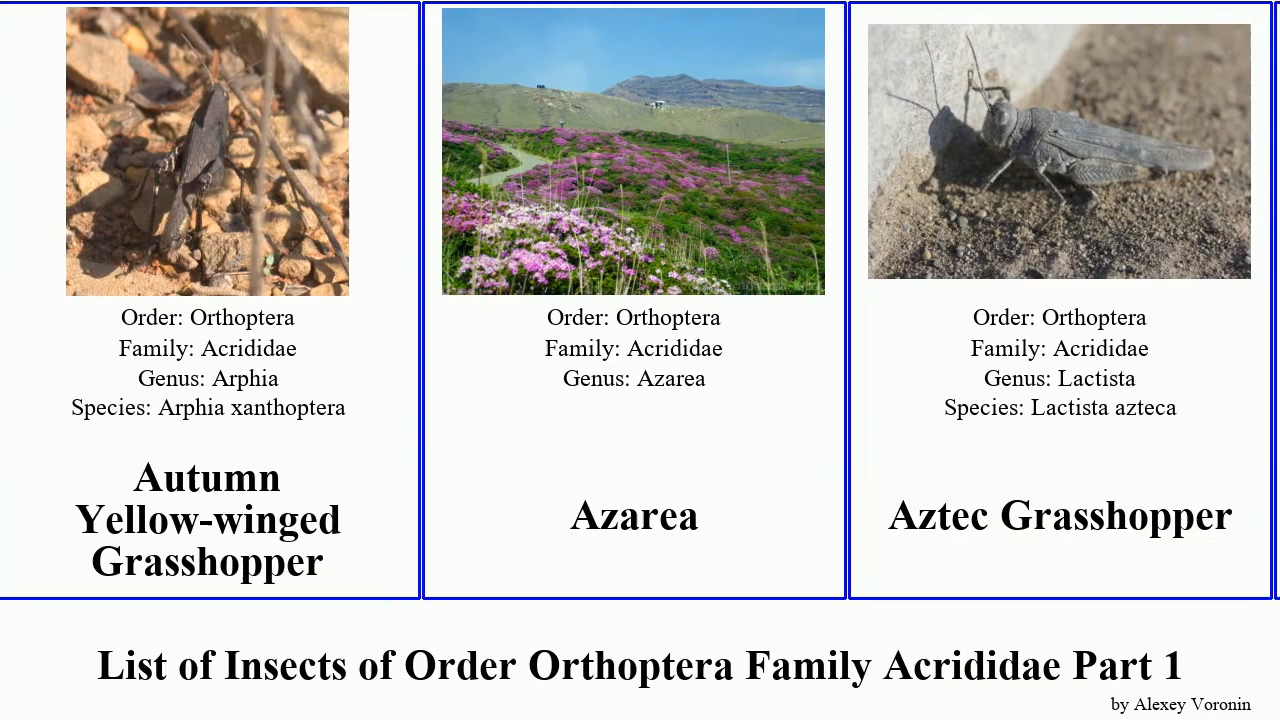 Order: Orthoptera
Family: Acrididae
Genus: Arphia
Species: Arphia xanthoptera
Autumn
Yellow-winged
Grasshopper
Order: Orthoptera
Family: Acrididae
Genus: Azarea
Azarea
Order: Orthoptera
Family: Acrididae
Genus: Lactista
Species: Lactista azteca
Aztec Grasshopper
List of Insects of Order Orthoptera Family Acrididae Part 1
by Alexey Voronin